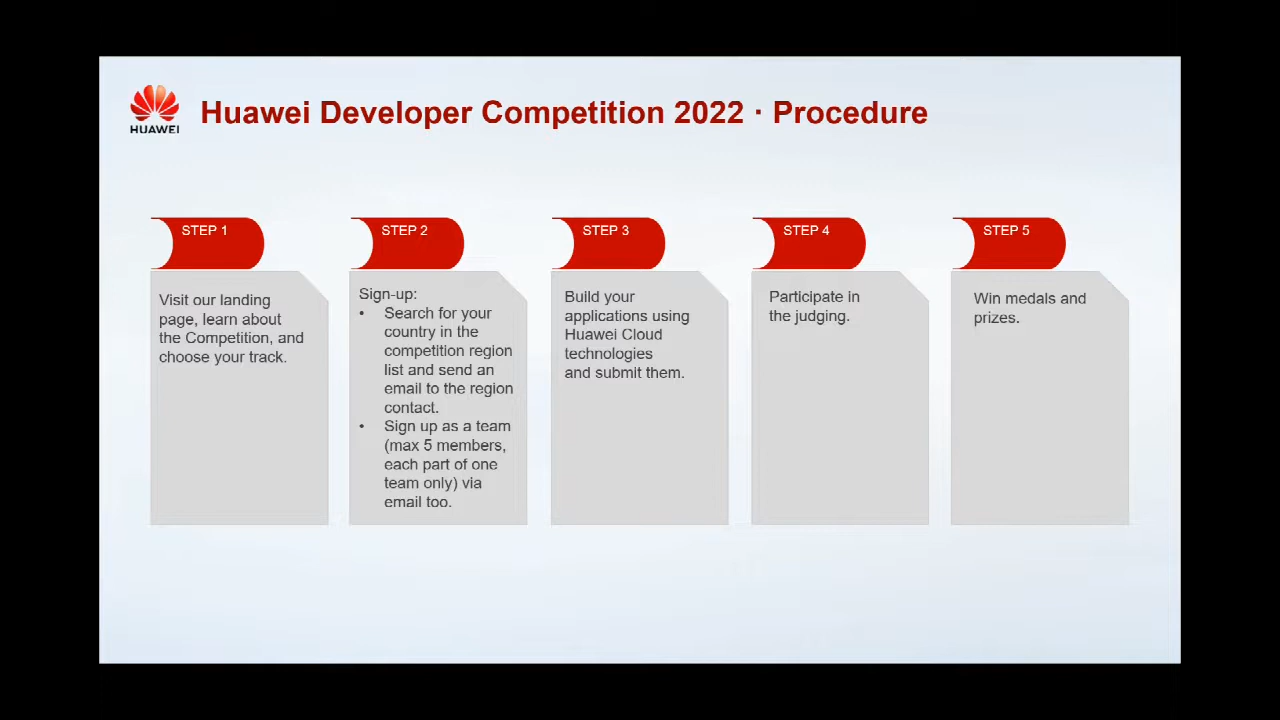 HUAWEI
Huawei Developer Competition 2022 · Procedure
STEP 1
Visit our landing
page, learn about
the Competition, and
choose your track.
STEP 2
Sign-up:
• Search for your
country in the
competition region
list and send an
email to the region
contact.
• Sign up as a team
(max 5 members,
each part of one
team only) via
email too.
STEP 3
Build your
applications using
Huawei Cloud
technologies
and submit them.
STEP 4
Participate in
the judging.
STEP 5
Win medals and
prizes.